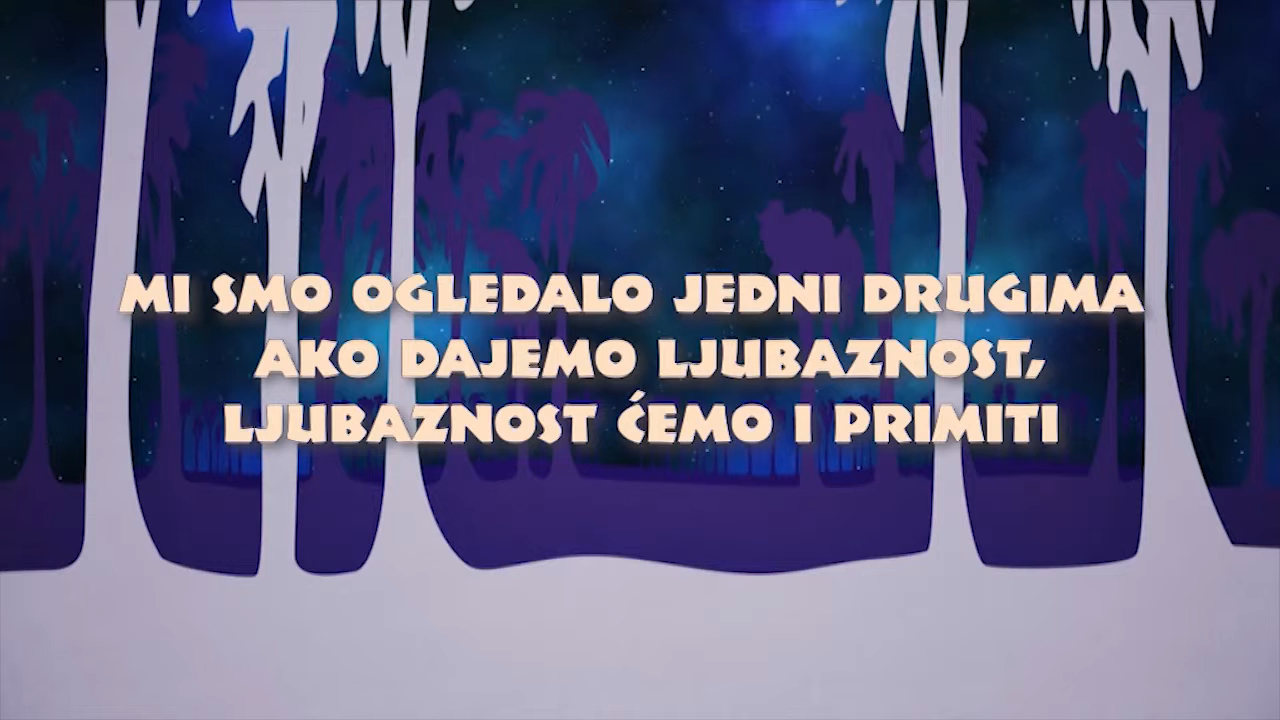 MI SMO OGLEDALO JEDNI DRUGIMA
AKO DAJEMO LJUBAZNOST,
LJUBAZNOST ĆEMO I PRIMITI